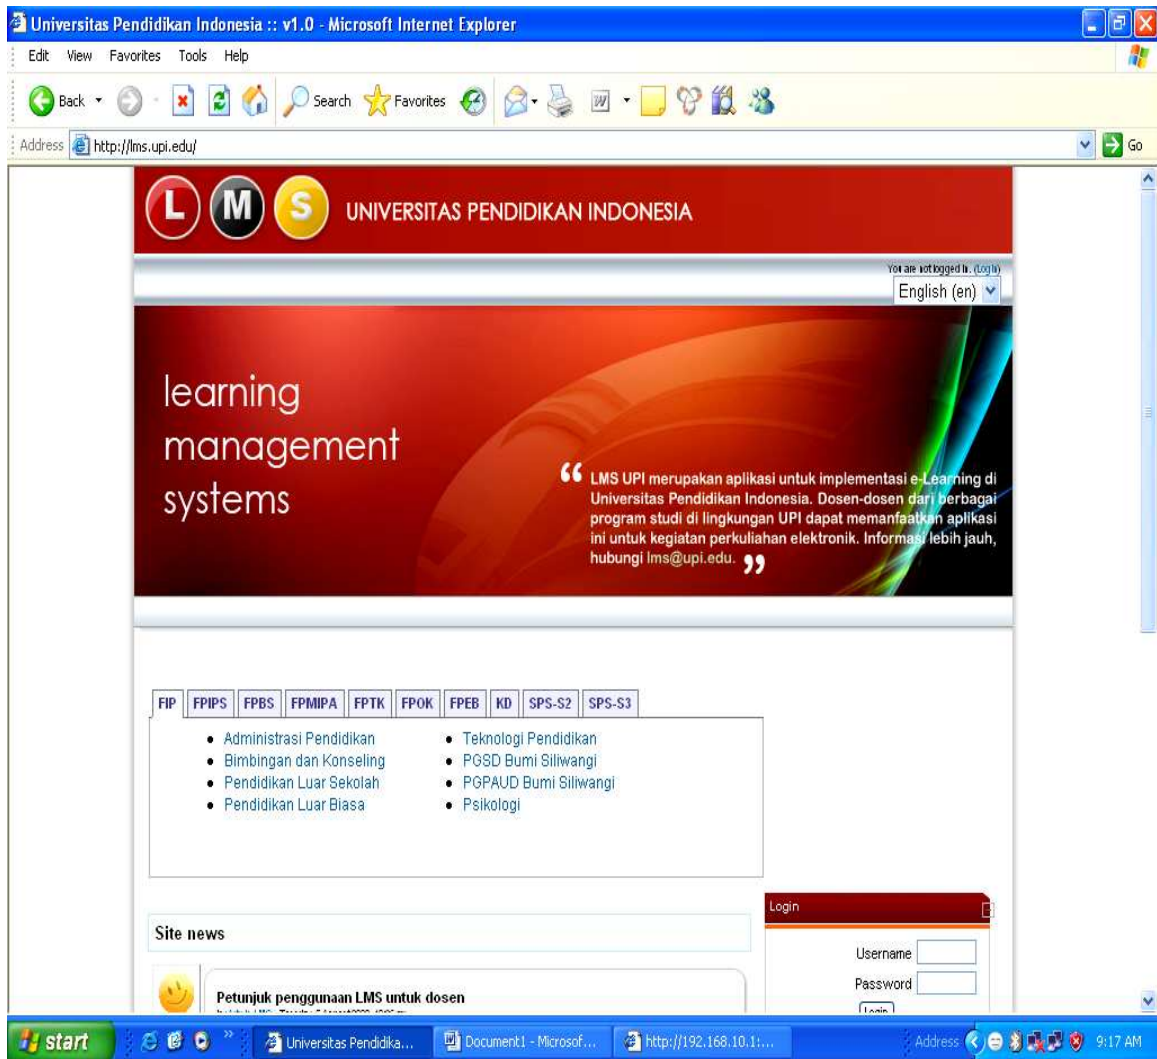 Universitas Pendidikan Indonesia :: v1.0 - Microsoft Internet Explorer
Edit View Favorites Tools Help
Back Search Favorites
Address http://lms.upi.edu/ Go
L M S UNIVERSITAS PENDIDIKAN INDONESIA
You are not logged in. (Login)
English (en)
learning
management
systems
“ LMS UPI merupakan aplikasi untuk implementasi e-Learning di
Universitas Pendidikan Indonesia. Dosen-dosen dari berbagai
program studi di lingkungan UPI dapat memanfaatkan aplikasi
ini untuk kegiatan perkuliahan elektronik. Informasi lebih jauh,
hubungi lms@upi.edu. ”
FIP FPIPS FPBS FPMIPA FPTK FPOK FPEB KD SPS-S2 SPS-S3
Administrasi Pendidikan
Bimbingan dan Konseling
Pendidikan Luar Sekolah
Pendidikan Luar Biasa
Teknologi Pendidikan
PGSD Bumi Siliwangi
PGPAUD Bumi Siliwangi
Psikologi
Site news
Petunjuk penggunaan LMS untuk dosen
Login
Username
Password
Login
start
Universitas Pendidika...
Document1 - Microsof...
http://192.168.10.1:...
Address
9:17 AM